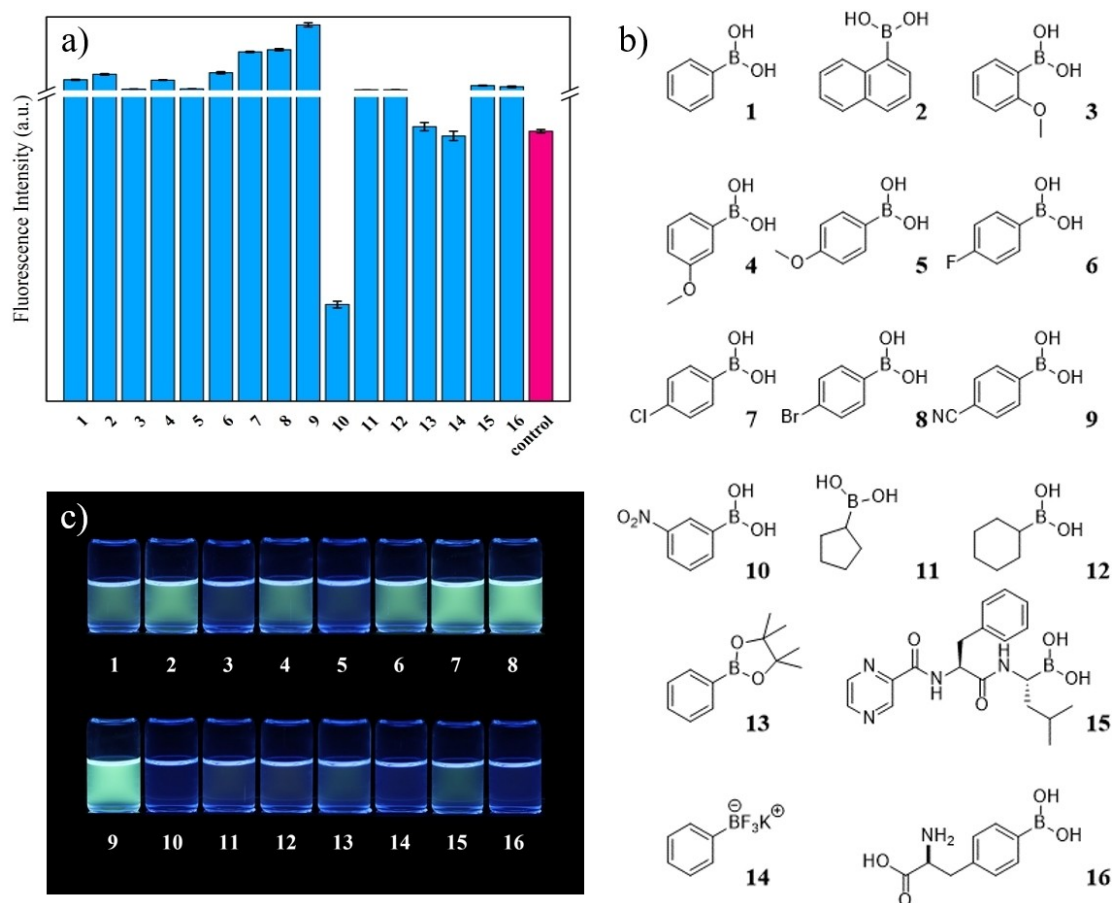 a)
Fluorescence Intensity (a.u.)
1 2 3 4 5 6 7 8 9 10 11 12 13 14 15 16 control
b)
HO OH
B
2
OH
B
OH
1
OH
B
OH
O
3
OH
B
OH
O
4
OH
B
OH
O
5
OH
B
OH
F
6
OH
B
OH
Cl
7
OH
B
OH
Br
8
OH
B
OH
NC
9
OH
O2N
B
OH
10
HO
B
OH
11
OH
B
OH
12
O
B
O
13
O
N
N
N
H
H
N
O
OH
B
OH
15
⊖
BF3K⊕
14
NH2
HO
O
OH
B
OH
16
c)
1 2 3 4 5 6 7 8
9 10 11 12 13 14 15 16